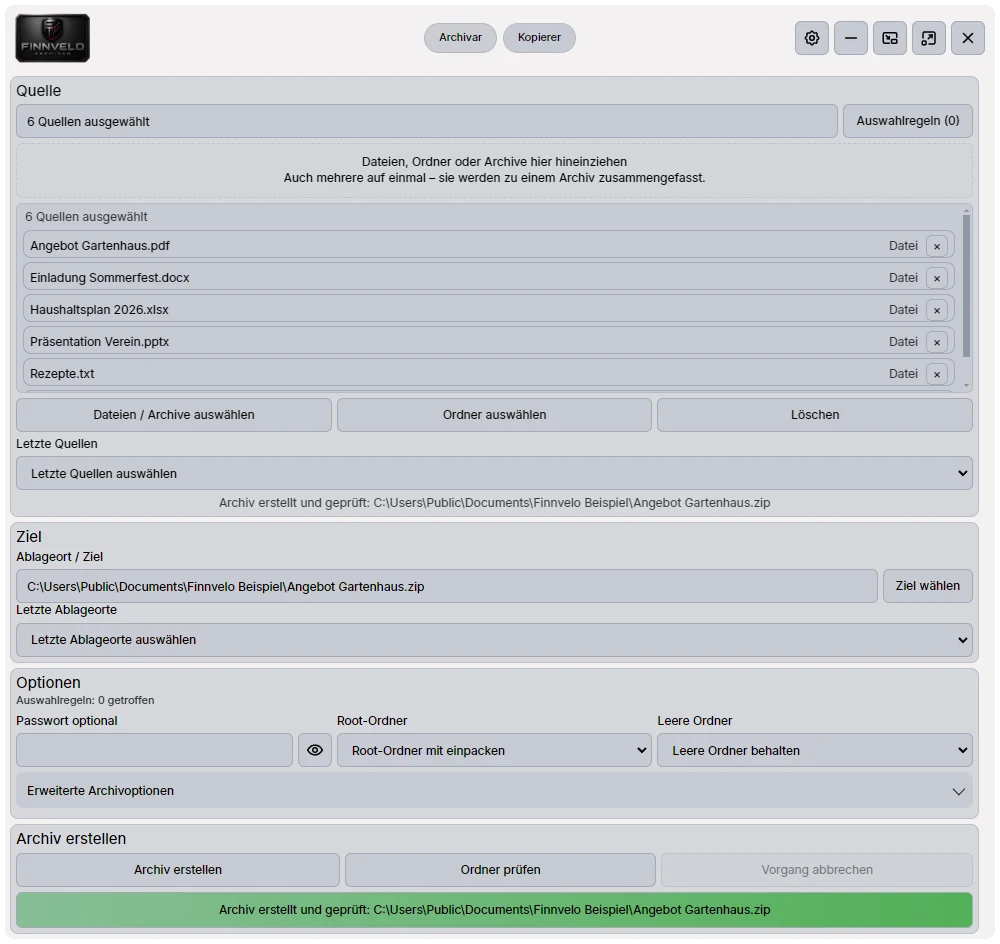 FINNVELO
Archivar
Kopierer
Quelle
6 Quellen ausgewählt
Auswahlregeln (0)
Dateien, Ordner oder Archive hier hineinziehen
Auch mehrere auf einmal – sie werden zu einem Archiv zusammengefasst.
6 Quellen ausgewählt
Angebot Gartenhaus.pdf Datei ×
Einladung Sommerfest.docx Datei ×
Haushaltsplan 2026.xlsx Datei ×
Präsentation Verein.pptx Datei ×
Rezepte.txt Datei ×
Dateien / Archive auswählen
Ordner auswählen
Löschen
Letzte Quellen
Letzte Quellen auswählen
Archiv erstellt und geprüft: C:\Users\Public\Documents\Finnvelo Beispiel\Angebot Gartenhaus.zip
Ziel
Ablageort / Ziel
C:\Users\Public\Documents\Finnvelo Beispiel\Angebot Gartenhaus.zip
Ziel wählen
Letzte Ablageorte
Letzte Ablageorte auswählen
Optionen
Auswahlregeln: 0 getroffen
Passwort optional
Root-Ordner
Leere Ordner
Root-Ordner mit einpacken
Leere Ordner behalten
Erweiterte Archivoptionen
Archiv erstellen
Archiv erstellen
Ordner prüfen
Vorgang abbrechen
Archiv erstellt und geprüft: C:\Users\Public\Documents\Finnvelo Beispiel\Angebot Gartenhaus.zip